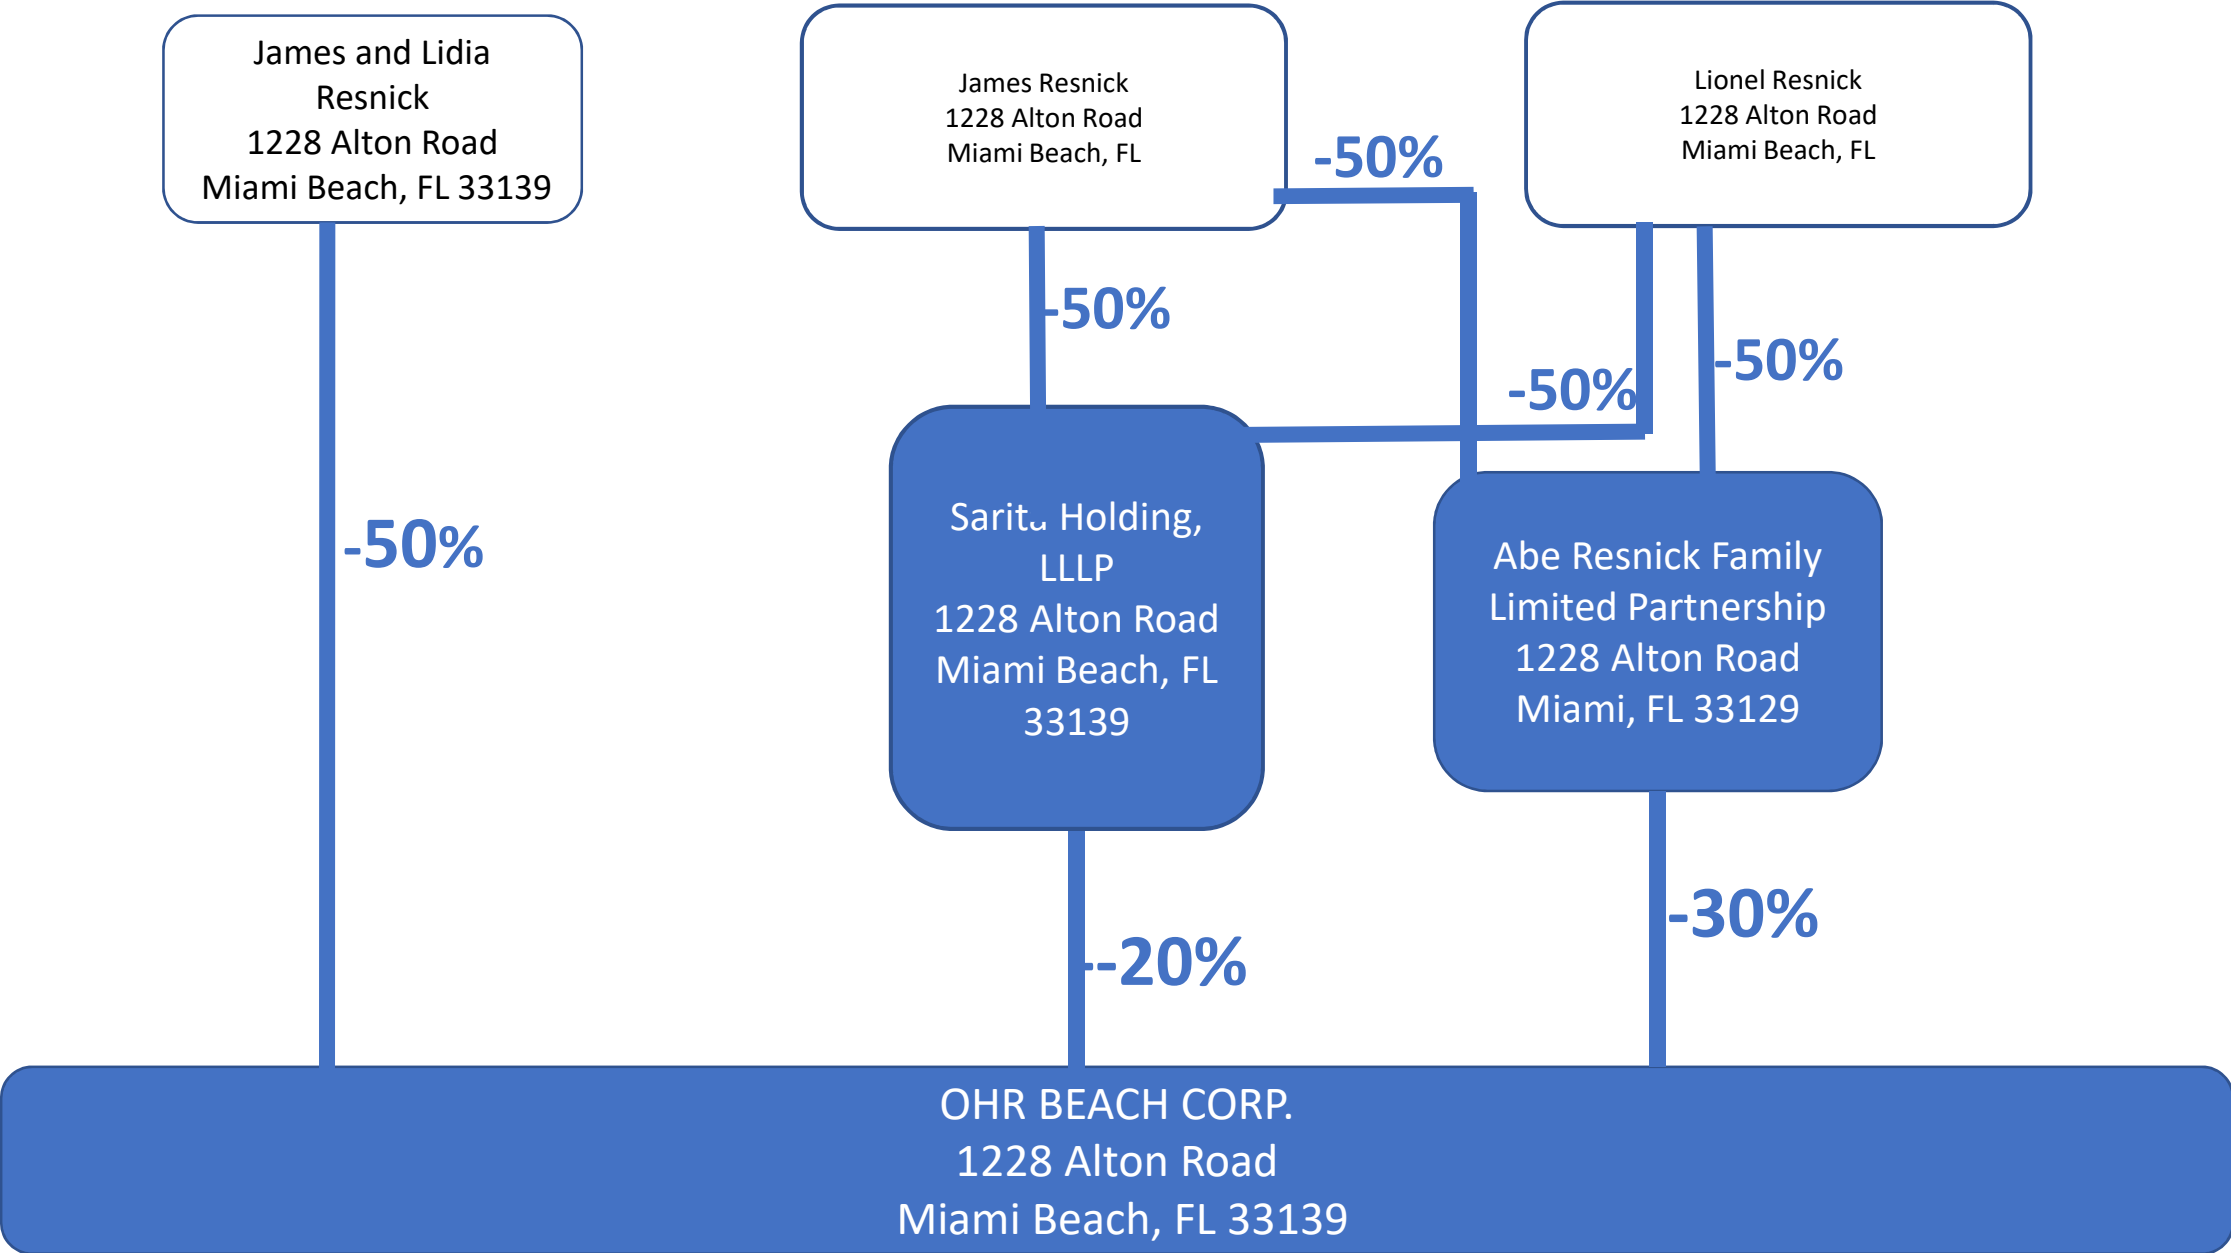 James and Lidia
Resnick
1228 Alton Road
Miami Beach, FL 33139
James Resnick
1228 Alton Road
Miami Beach, FL
Lionel Resnick
1228 Alton Road
Miami Beach, FL
-50%
-50%
-50%
-50%
-50%
Sarita Holding,
LLLP
1228 Alton Road
Miami Beach, FL
33139
Abe Resnick Family
Limited Partnership
1228 Alton Road
Miami, FL 33129
-30%
--20%
OHR BEACH CORP.
1228 Alton Road
Miami Beach, FL 33139